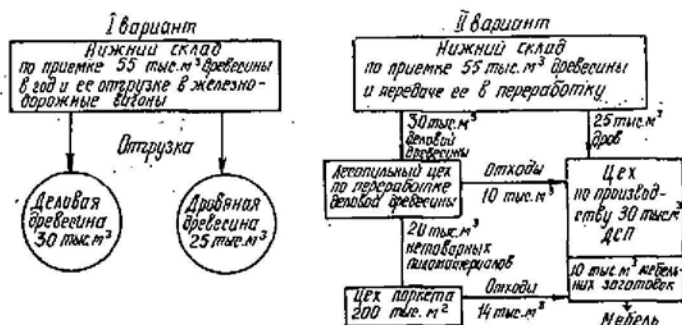 I вариант
Нижний склад
по приемке 55 тыс.м³ древесины
в год и ее отгрузке в железно-
дорожные вагоны
Отгрузка
Деловая
древесина
30 тыс.м³
Дровяная
древесина
25 тыс.м³
II вариант
Нижний склад
по приемке 55 тыс.м³ древесины
и передаче ее в переработку
30 тыс.м³
деловой
древесины
25 тыс.м³
дров
Лесопильный цех
по переработке
деловой древесины
Отходы
10 тыс.м³
Цех
по производ-
ству 30 тыс.м³
ДСП
20 тыс.м³
нетоварных
пиломатериалов
10 тыс.м³ мебель-
них заготовок
Цех паркета
200 тыс.м²
Отходы
14 тыс.м³
Мебель